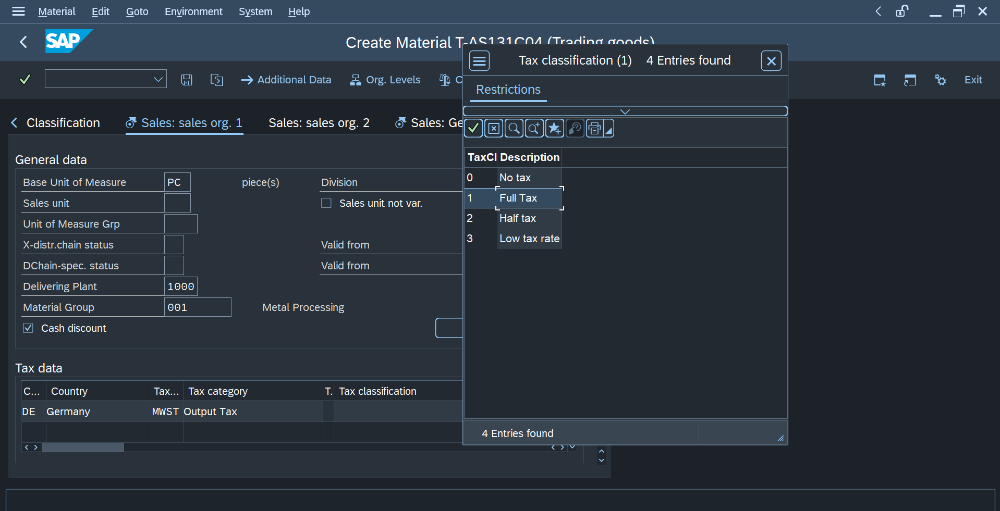 Material Edit Goto Environment System Help
SAP
Create Material T-AS131C04 (Trading goods)
Additional Data Org. Levels C Exit
Classification Sales: sales org. 1 Sales: sales org. 2 Sales: Ge
General data
Base Unit of Measure PC piece(s) Division
Sales unit Sales unit not var.
Unit of Measure Grp
X-distr.chain status Valid from
DChain-spec. status Valid from
Delivering Plant 1000
Material Group 001 Metal Processing
Cash discount
Tax data
C... Country Tax... Tax category T. Tax classification
DE Germany MWST Output Tax
Tax classification (1) 4 Entries found
Restrictions
TaxCl Description
0 No tax
1 Full Tax
2 Half tax
3 Low tax rate
4 Entries found